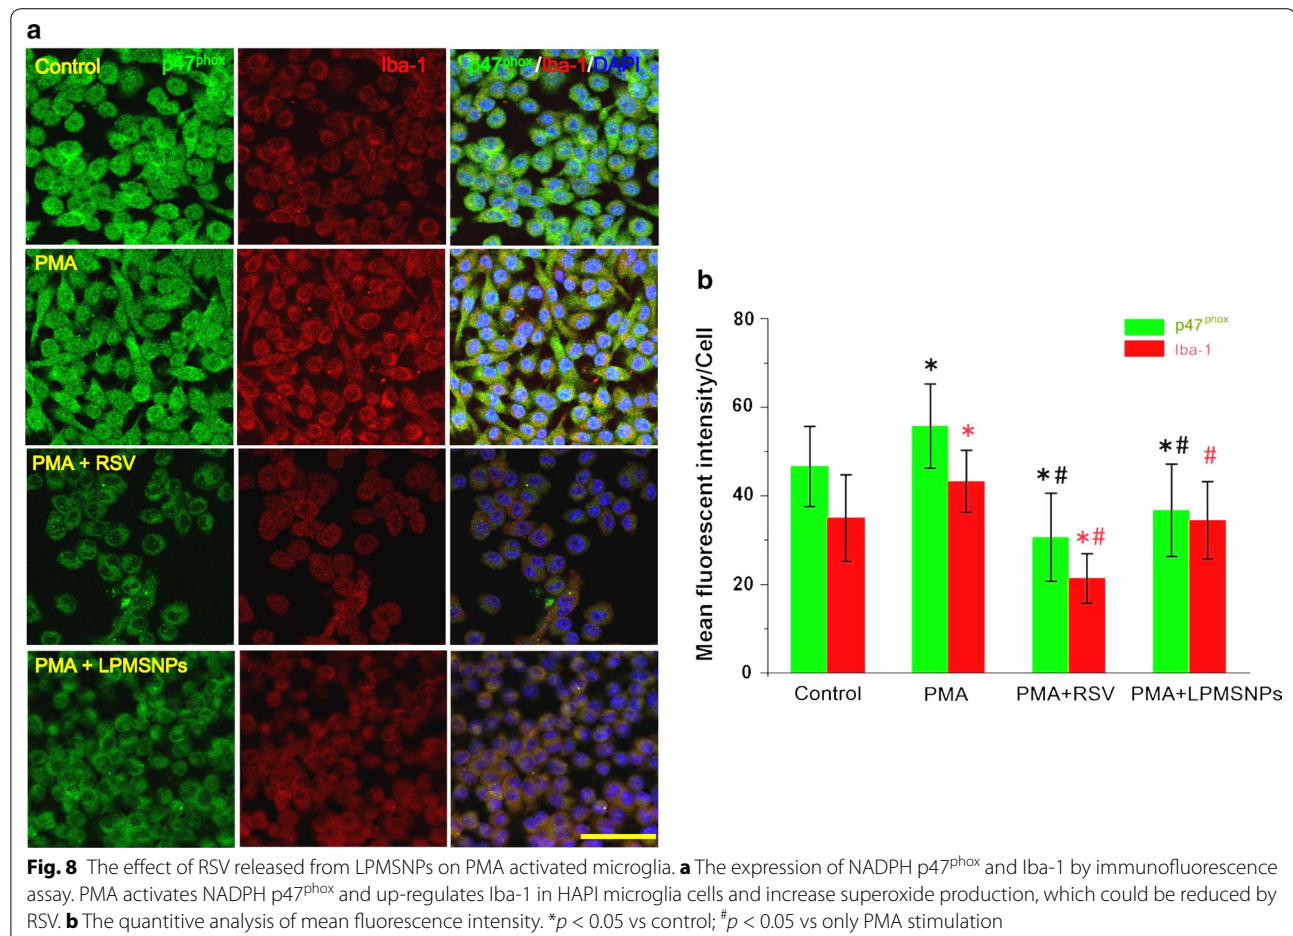 a
Control p47phox Iba-1 p47phox/Iba-1/DAPI
PMA
PMA + RSV
PMA + LPMSNPs
b
80
60
40
20
0
Mean fluorescent intensity/Cell
p47phox
Iba-1
*
*
*#
*#
*#
#
Control PMA PMA+RSV PMA+LPMSNPs
Fig. 8 The effect of RSV released from LPMSNPs on PMA activated microglia. a The expression of NADPH p47phox and Iba-1 by immunofluorescence
assay. PMA activates NADPH p47phox and up-regulates Iba-1 in HAPI microglia cells and increase superoxide production, which could be reduced by
RSV. b The quantitive analysis of mean fluorescence intensity. *p < 0.05 vs control; #p < 0.05 vs only PMA stimulation